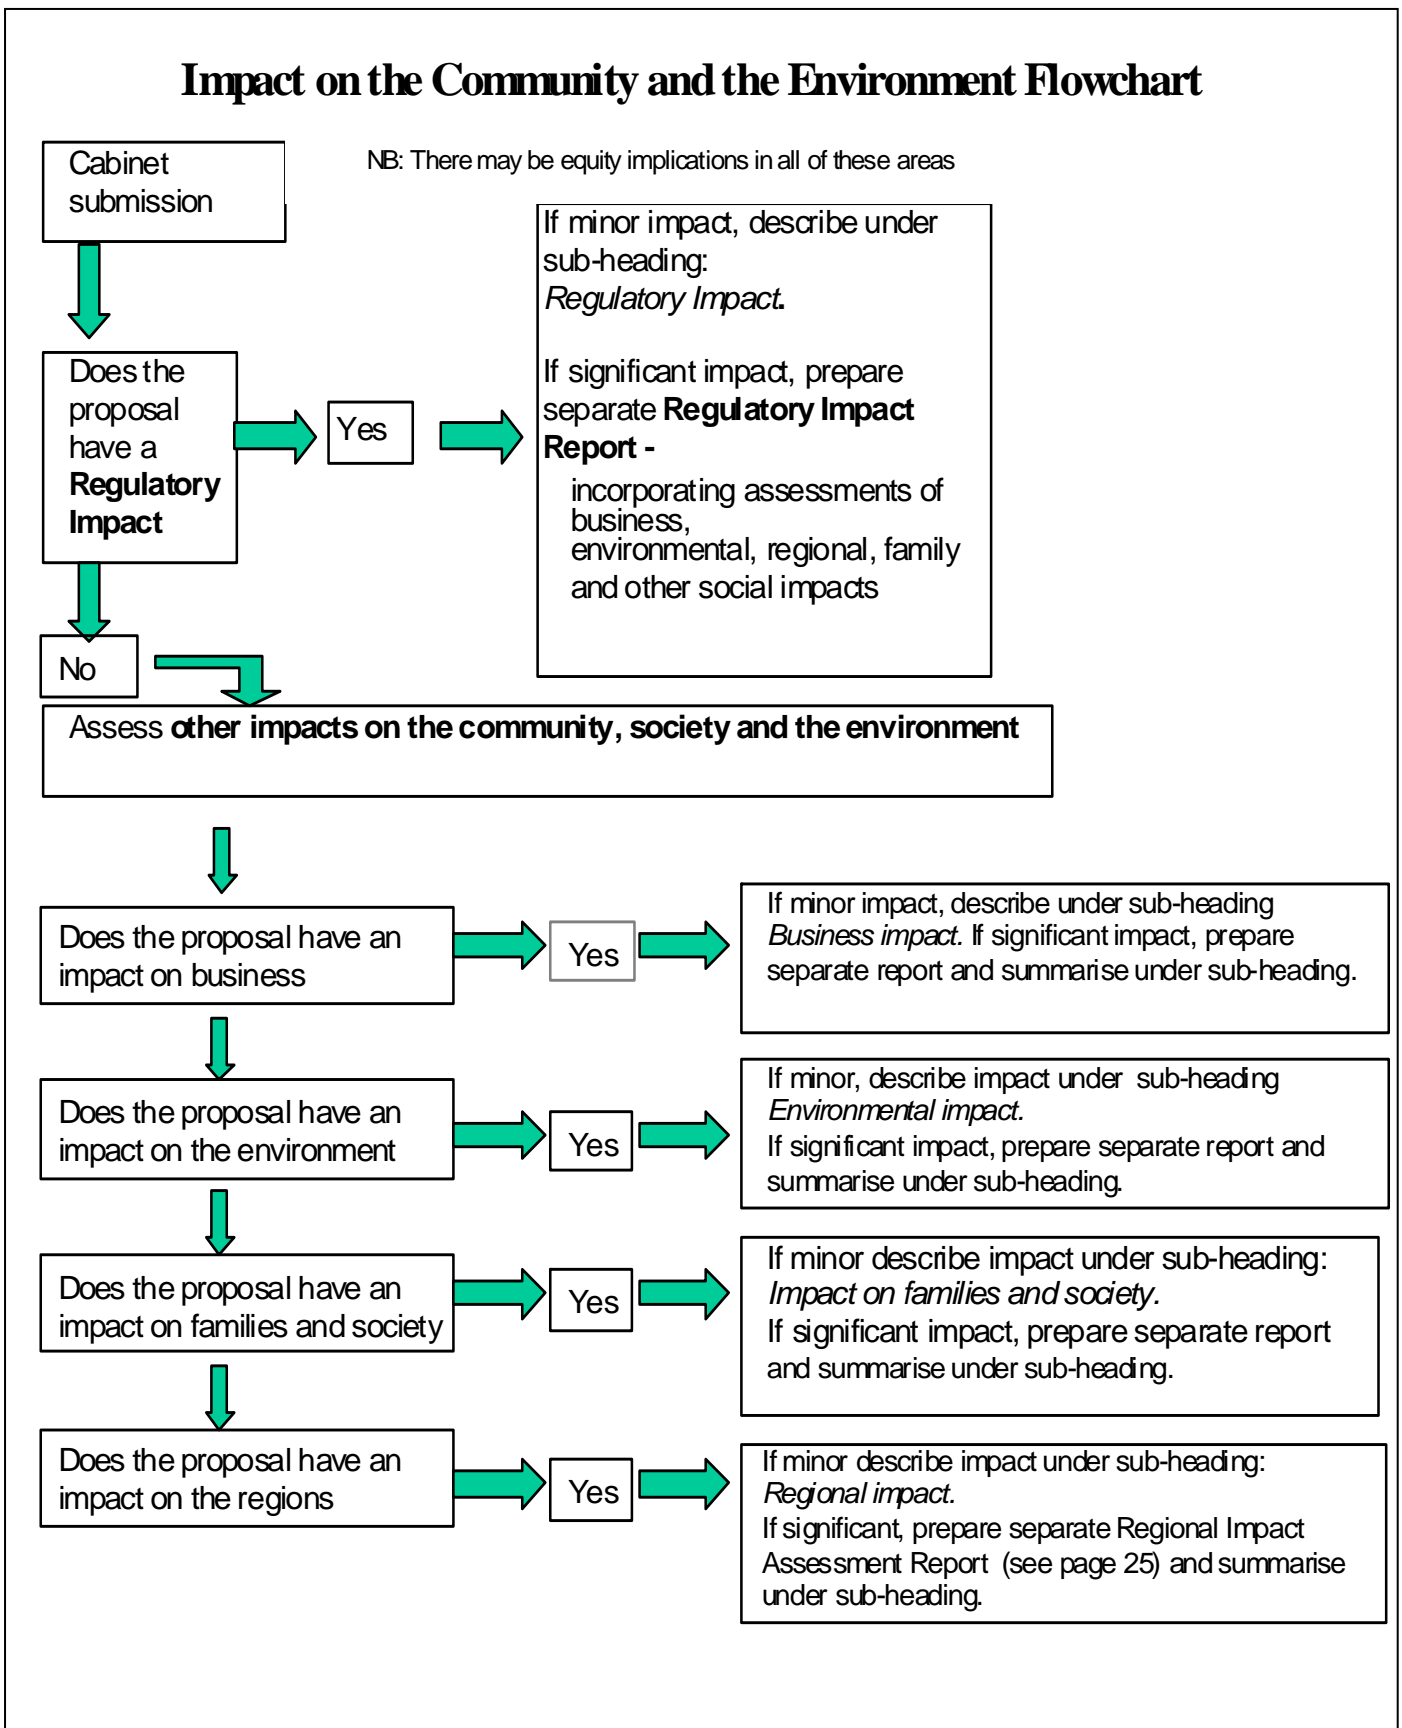 Impact on the Community and the Environment Flowchart
Cabinet
submission
NB: There may be equity implications in all of these areas
If minor impact, describe under
sub-heading:
Regulatory Impact.
If significant impact, prepare
separate Regulatory Impact
Report -
incorporating assessments of
business,
environmental, regional, family
and other social impacts
Does the
proposal
have a
Regulatory
Impact
Yes
No
Assess other impacts on the community, society and the environment
Does the proposal have an
impact on business
Yes
If minor impact, describe under sub-heading
Business impact. If significant impact, prepare
separate report and summarise under sub-heading.
Does the proposal have an
impact on the environment
Yes
If minor, describe impact under sub-heading
Environmental impact.
If significant impact, prepare separate report and
summarise under sub-heading.
Does the proposal have an
impact on families and society
Yes
If minor describe impact under sub-heading:
Impact on families and society.
If significant impact, prepare separate report
and summarise under sub-heading.
Does the proposal have an
impact on the regions
Yes
If minor describe impact under sub-heading:
Regional impact.
If significant, prepare separate Regional Impact
Assessment Report (see page 25) and summarise
under sub-heading.